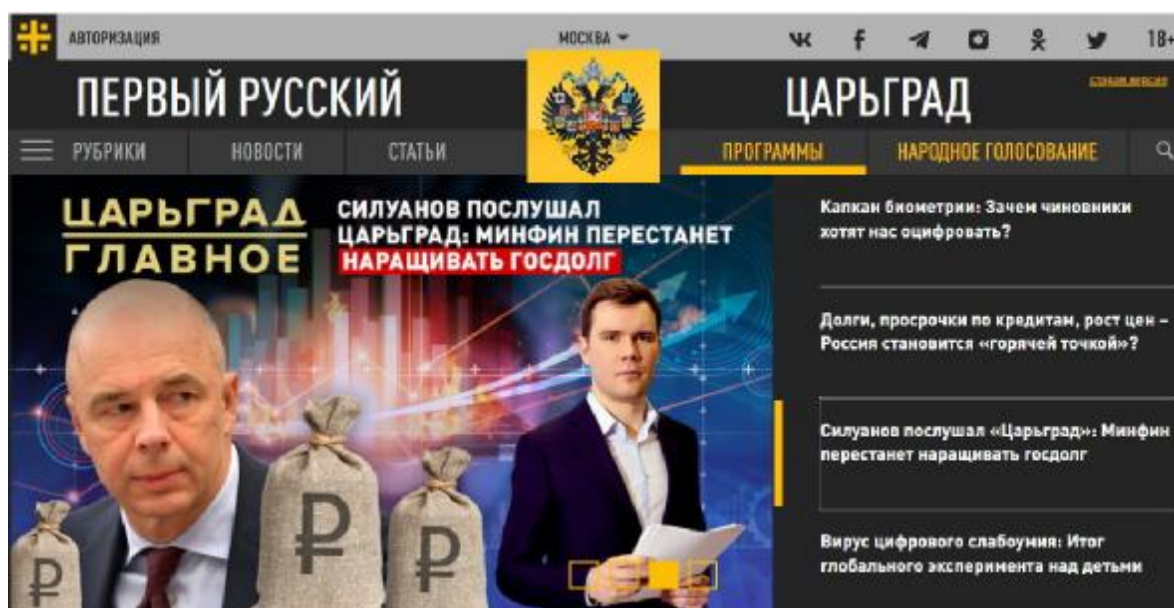 АВТОРИЗАЦИЯ
МОСКВА
18+
ПЕРВЫЙ РУССКИЙ
ЦАРЬГРАД
РУБРИКИ
НОВОСТИ
СТАТЬИ
ПРОГРАММЫ
НАРОДНОЕ ГОЛОСОВАНИЕ
ЦАРЬГРАД
ГЛАВНОЕ
СИЛУАНОВ ПОСЛУШАЛ
ЦАРЬГРАД: МИНФИН ПЕРЕСТАНЕТ
НАРАЩИВАТЬ ГОСДОЛГ
Капкан биометрии: Зачем чиновники
хотят нас оцифровать?
Долги, просрочки по кредитам, рост цен –
Россия становится «горячей точкой»?
Силуанов послушал «Царьград»: Минфин
перестанет наращивать госдолг
Вирус цифрового слабоумия: Итог
глобального эксперимента над детьми